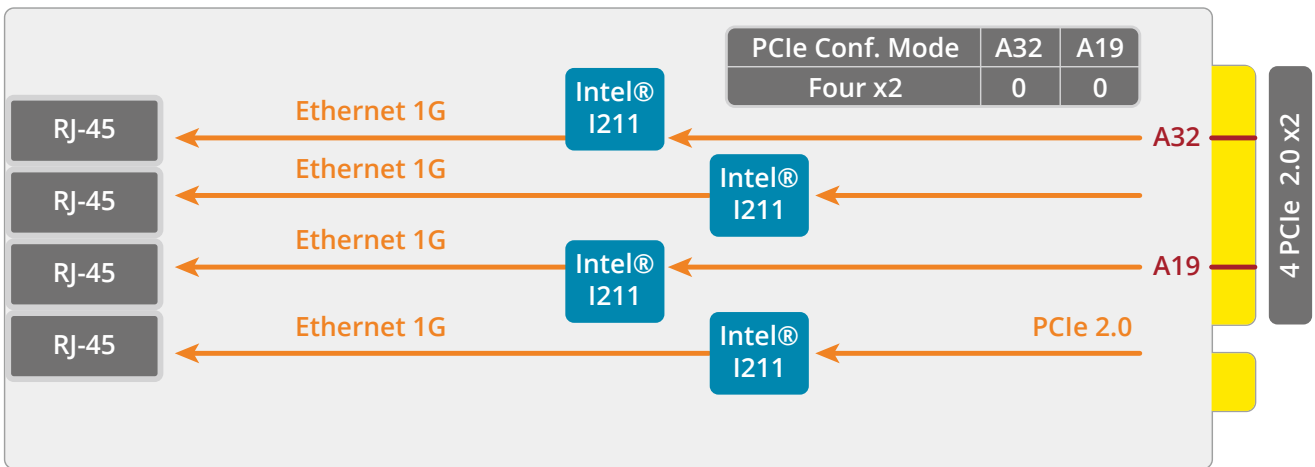 PCIe Conf. Mode A32 A19
Four x2 0 0
RJ-45
Ethernet 1G
Intel®
I211
A32
RJ-45
Ethernet 1G
Intel®
I211
RJ-45
Ethernet 1G
Intel®
I211
A19
RJ-45
Ethernet 1G
Intel®
I211
PCIe 2.0
4 PCIe 2.0 x2